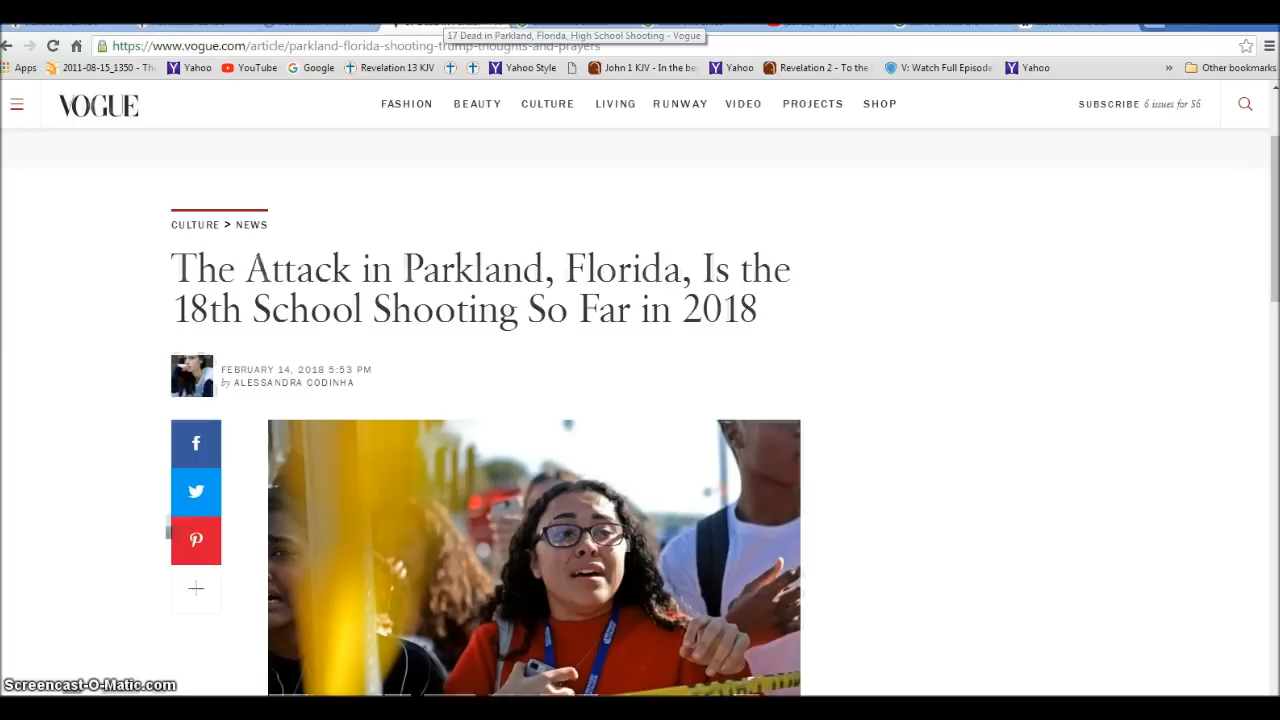 17 Dead in Parkland, Florida, High School Shooting - Vogue
https://www.vogue.com/article/parkland-florida-shooting-trump-thoughts-and-prayers
Apps 2011-08-15_1350 - Th Yahoo YouTube Google Revelation 13 KJV Yahoo Style John 1 KJV - In the be Yahoo Revelation 2 - To the V: Watch Full Episode Yahoo » Other bookmarks
VOGUE FASHION BEAUTY CULTURE LIVING RUNWAY VIDEO PROJECTS SHOP SUBSCRIBE 6 issues for $6
CULTURE > NEWS
The Attack in Parkland, Florida, Is the
18th School Shooting So Far in 2018
FEBRUARY 14, 2018 5:53 PM
by ALESSANDRA CODINHA
Screencast-O-Matic.com